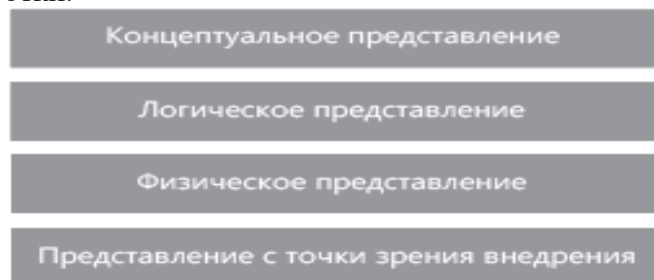 Концептуальное представление
Логическое представление
Физическое представление
Представление с точки зрения внедрения